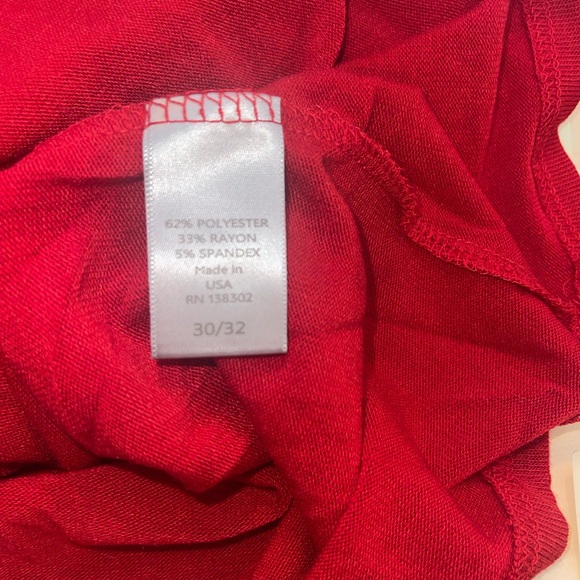 62% POLYESTER
33% RAYON
5% SPANDEX
Made in
USA
RN 138302
30/32